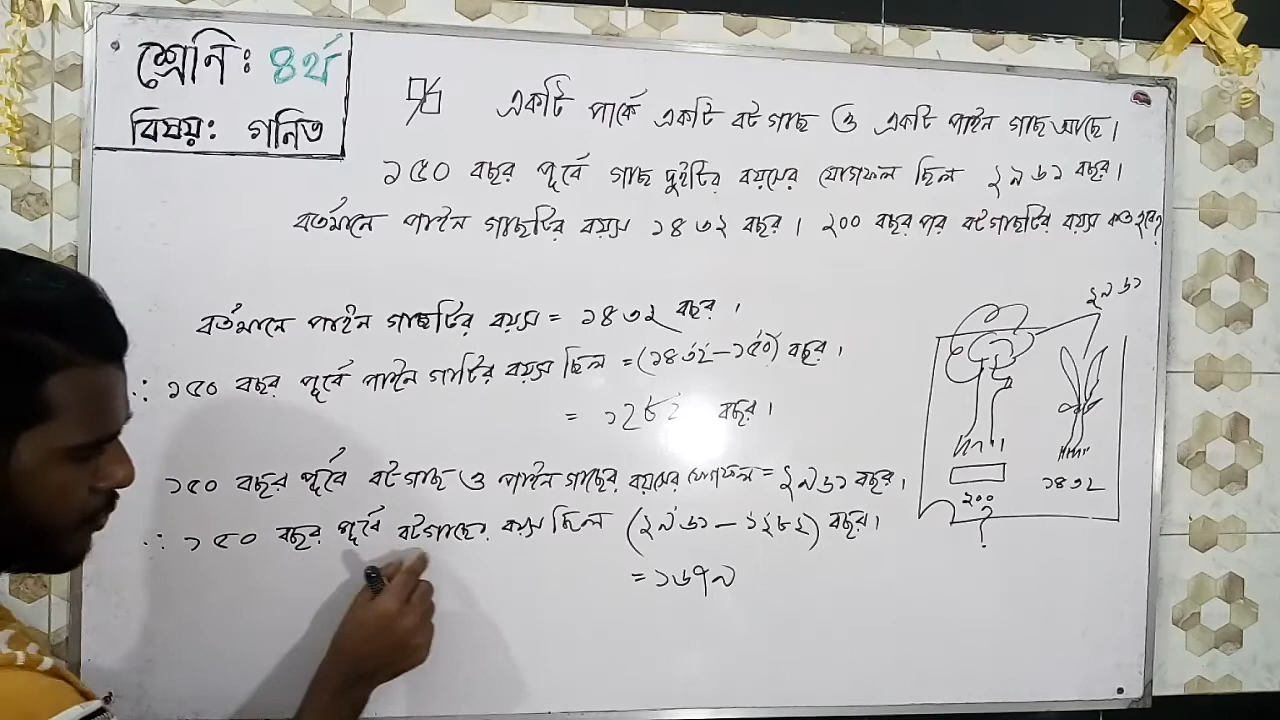 শ্রেনি: ৪র্থ
বিষয়: গনিত
একটি পার্কে একটি বটগাছ ও একটি পাইন গাছ আছে।
১৫০ বছর পূর্বে গাছ দুইটির বয়সের যোগফল ছিল ২৯৬১ বছর।
বর্তমানে পাইন গাছটির বয়স ১৪৩২ বছর। ২০০ বছর পর বটগাছটির বয়স কত হবে?
বর্তমানে পাইন গাছটির বয়স = ১৪৩২ বছর।
∴ ১৫০ বছর পূর্বে পাইন গাটির বয়স ছিল = (১৪৩২ - ১৫০) বছর।
= ১২৮২ বছর।
১৫০ বছর পূর্বে বটগাছ ও পাইন গাছের বয়সের যোগফল = ২৯৬১ বছর।
∴ ১৫০ বছর পূর্বে বটগাছের বয়স ছিল (২৯৬১ - ১২৮২) বছর।
= ১৬৭৯
২৯৬১
১৪৩২
২০০
?